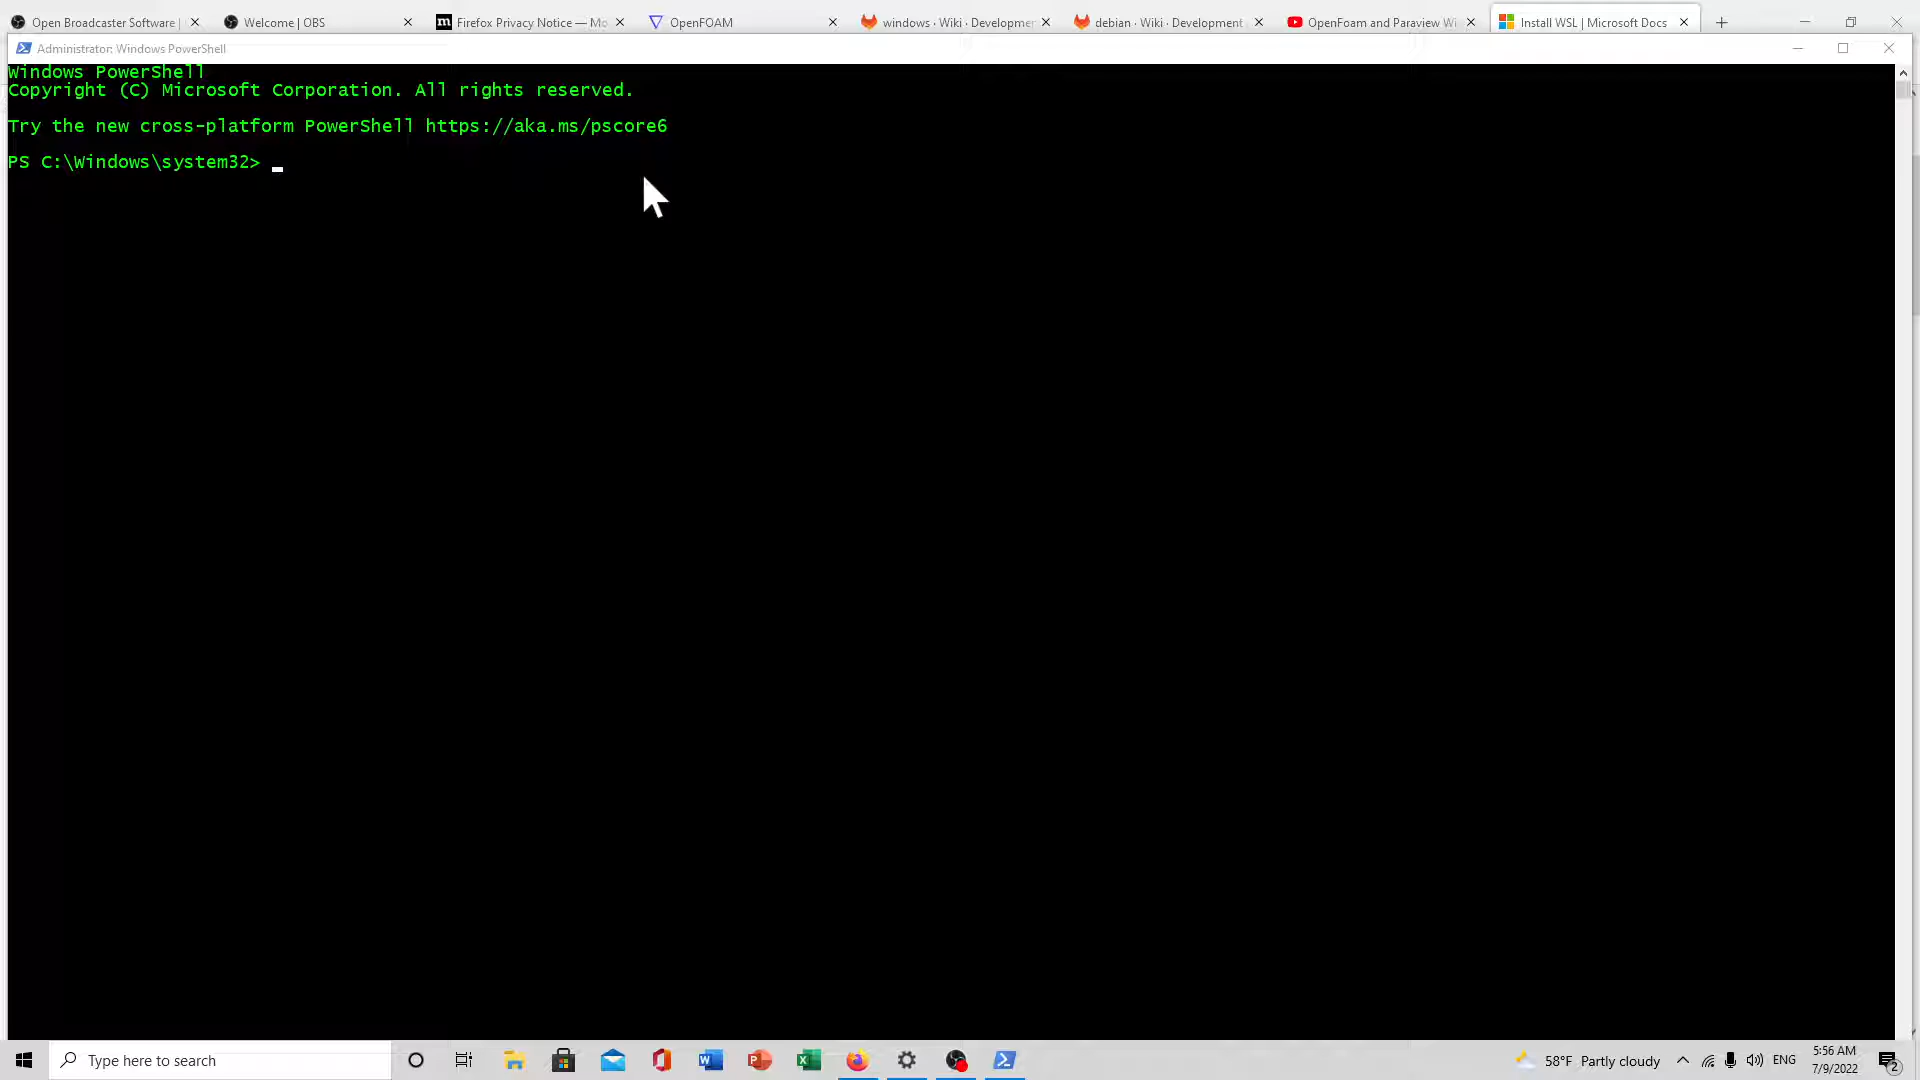 Open Broadcaster Software |
Welcome | OBS
Firefox Privacy Notice — Mo
OpenFOAM
windows · Wiki · Developmen
debian · Wiki · Development
OpenFoam and Paraview Wi
Install WSL | Microsoft Docs
Administrator: Windows PowerShell
Windows PowerShell
Copyright (C) Microsoft Corporation. All rights reserved.
Try the new cross-platform PowerShell https://aka.ms/pscore6
PS C:\Windows\system32>
Type here to search
58°F Partly cloudy
ENG
5:56 AM
7/9/2022
2